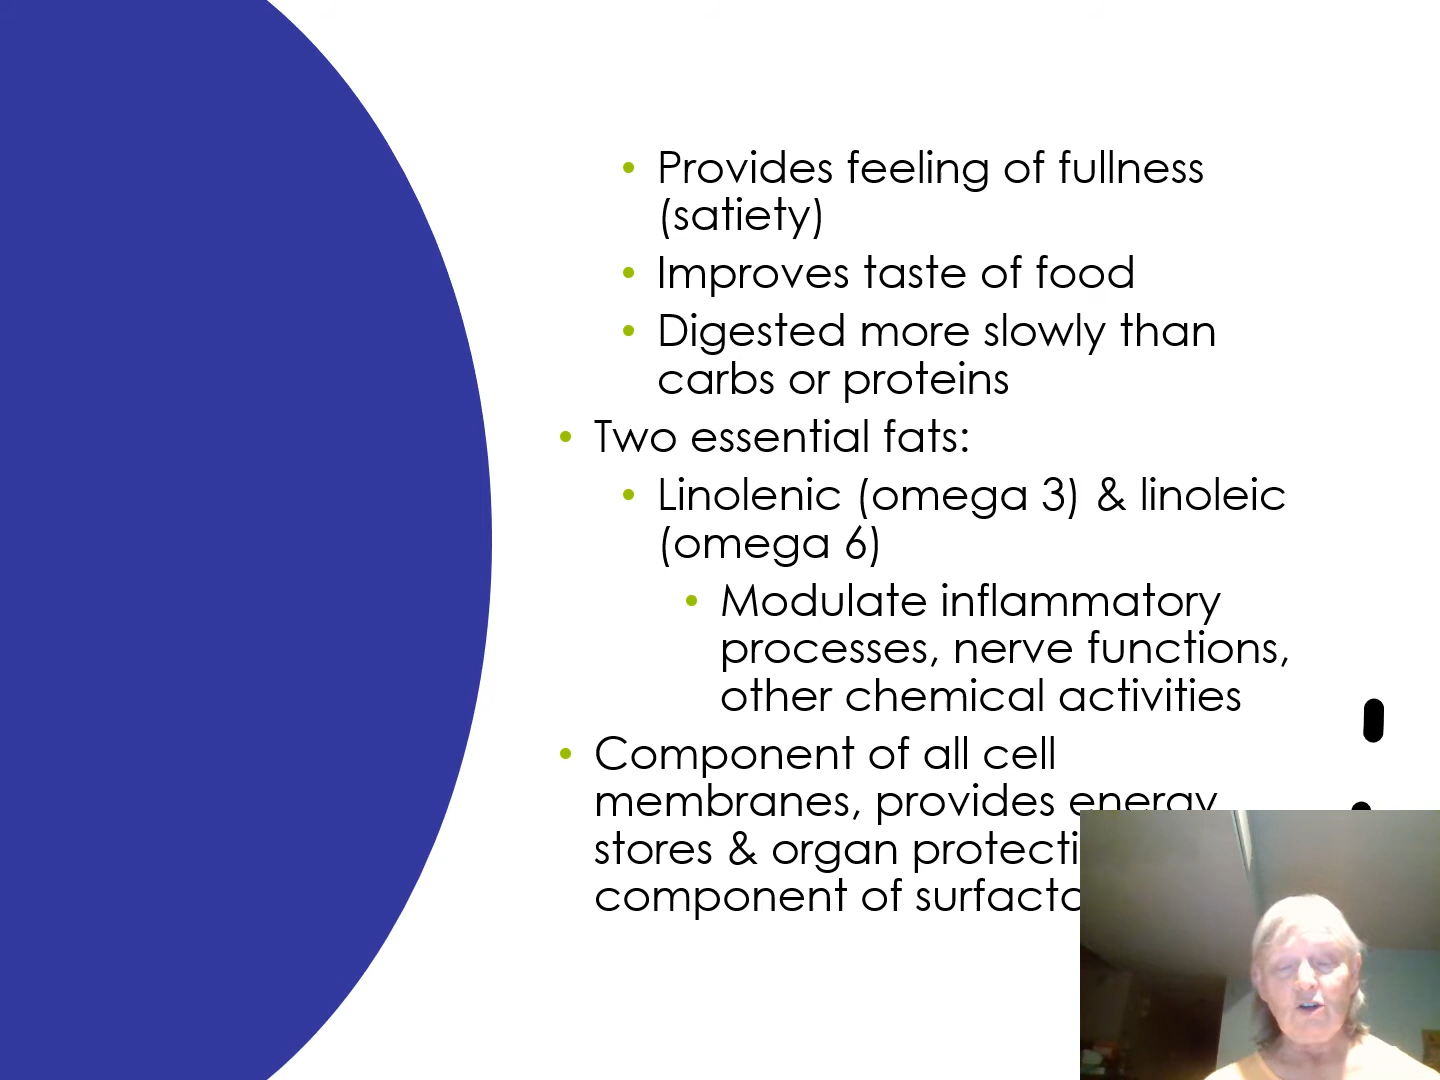 • Provides feeling of fullness
(satiety)
• Improves taste of food
• Digested more slowly than
carbs or proteins
• Two essential fats:
• Linolenic (omega 3) & linoleic
(omega 6)
• Modulate inflammatory
processes, nerve functions,
other chemical activities
• Component of all cell
membranes, provides energy
stores & organ
component of